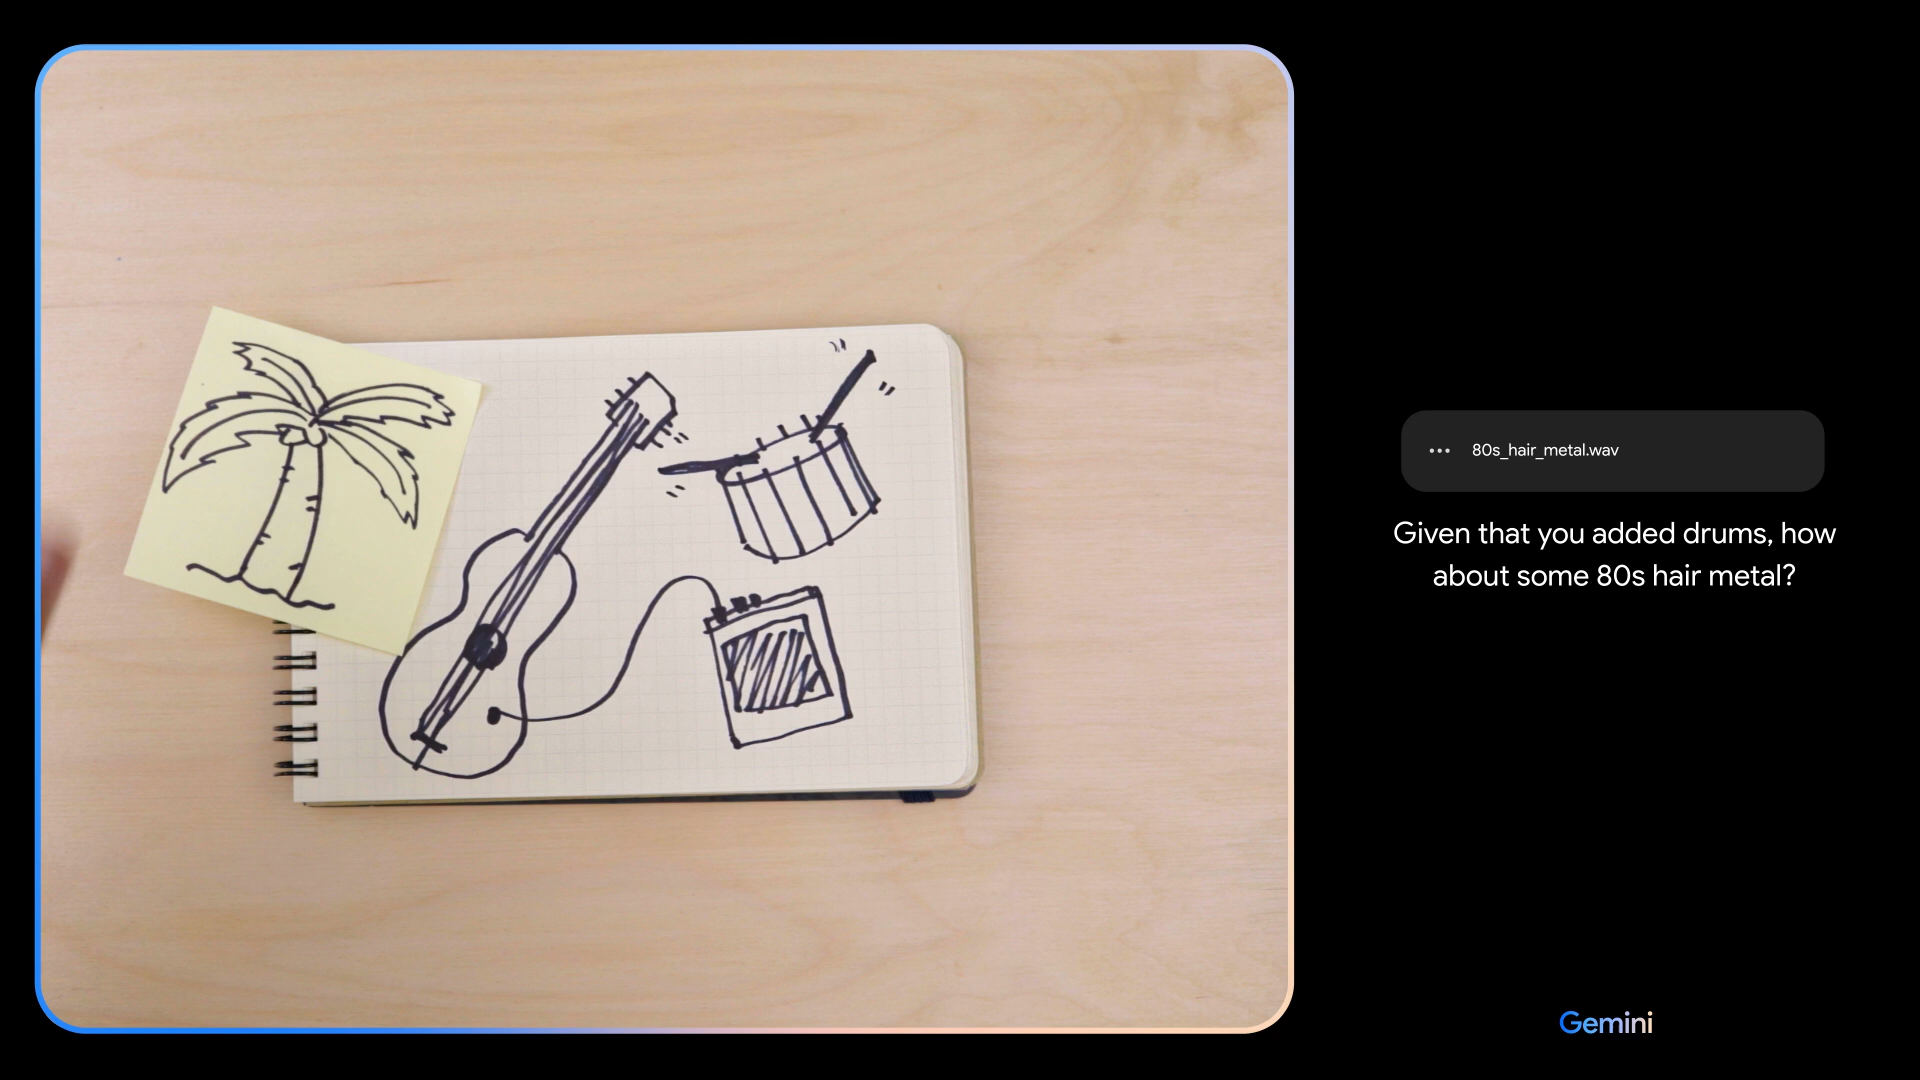 80s_hair_metal.wav
Given that you added drums, how
about some 80s hair metal?
Gemini